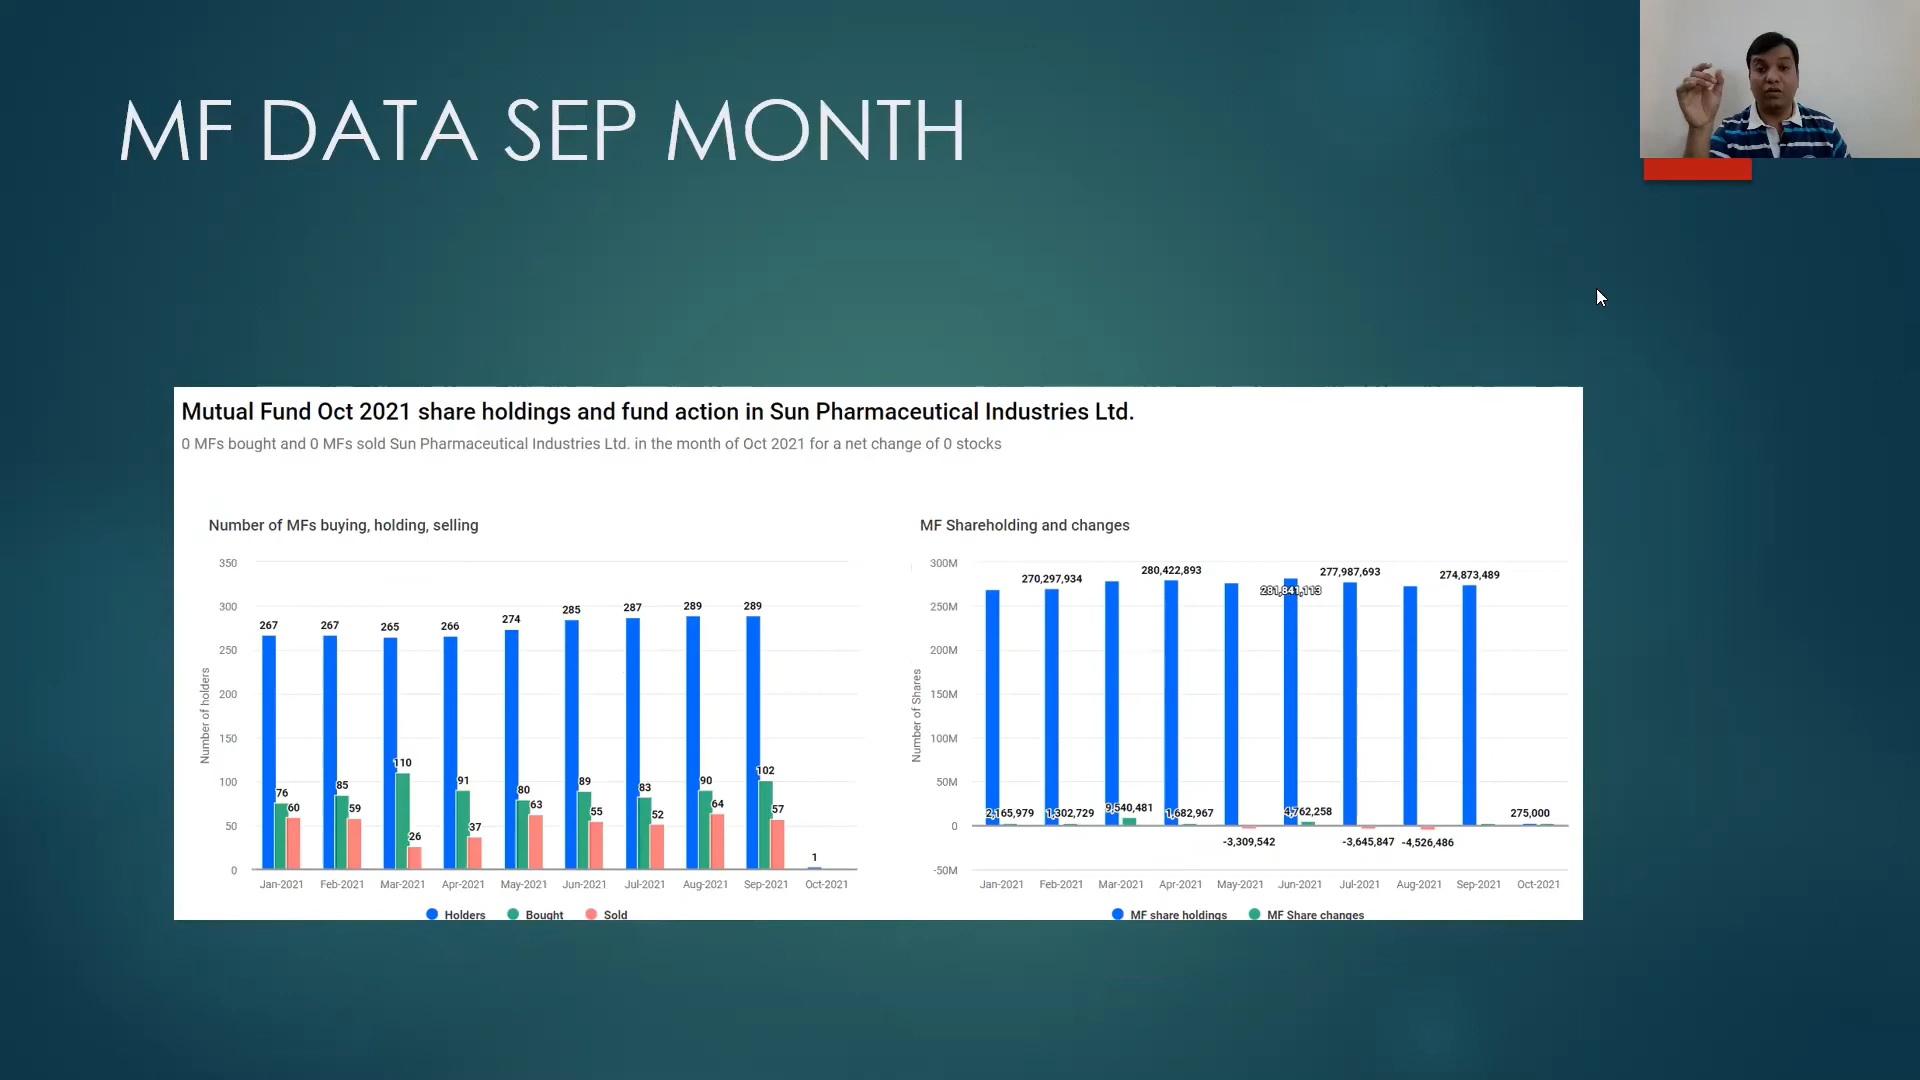 MF DATA SEP MONTH
Mutual Fund Oct 2021 share holdings and fund action in Sun Pharmaceutical Industries Ltd.
0 MFs bought and 0 MFs sold Sun Pharmaceutical Industries Ltd. in the month of Oct 2021 for a net change of 0 stocks
Number of MFs buying, holding, selling
350
300
250
200
150
100
50
0
Number of holders
267 267 265 266 274 285 287 289 289
76 60 85 59 110 26 91 37 80 63 89 55 83 52 90 64 102 57 1
Jan-2021 Feb-2021 Mar-2021 Apr-2021 May-2021 Jun-2021 Jul-2021 Aug-2021 Sep-2021 Oct-2021
Holders Bought Sold
MF Shareholding and changes
300M
250M
200M
150M
100M
50M
0
-50M
Number of Shares
270,297,934 280,422,893 281,841,113 277,987,693 274,873,489
2,165,979 1,302,729 9,540,481 1,682,967 4,762,258 275,000
-3,309,542 -3,645,847 -4,526,486
Jan-2021 Feb-2021 Mar-2021 Apr-2021 May-2021 Jun-2021 Jul-2021 Aug-2021 Sep-2021 Oct-2021
MF share holdings MF Share changes